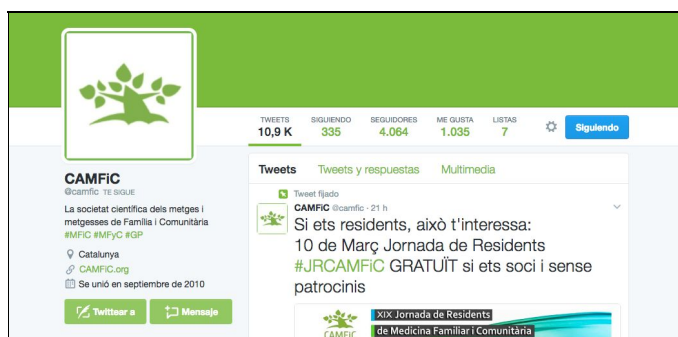 TWEETS
10,9 K
SIGUIENDO
335
SEGUIDORES
4.064
ME GUSTA
1.035
LISTAS
7
Siguiendo
CAMFiC
@camfic TE SIGUE
La societat científica dels metges i
metgesses de Família i Comunitària
#MFiC #MFyC #GP
Catalunya
CAMFiC.org
Se unió en septiembre de 2010
Twittear a
Mensaje
Tweets
Tweets y respuestas
Multimedia
Tweet fijado
CAMFiC @camfic · 21 h
Si ets residents, això t'interessa:
10 de Març Jornada de Residents
#JRCAMFiC GRATUÏT si ets soci i sense
patrocinis
CAMFiC
XIX Jornada de Residents
de Medicina Familiar i Comunitària